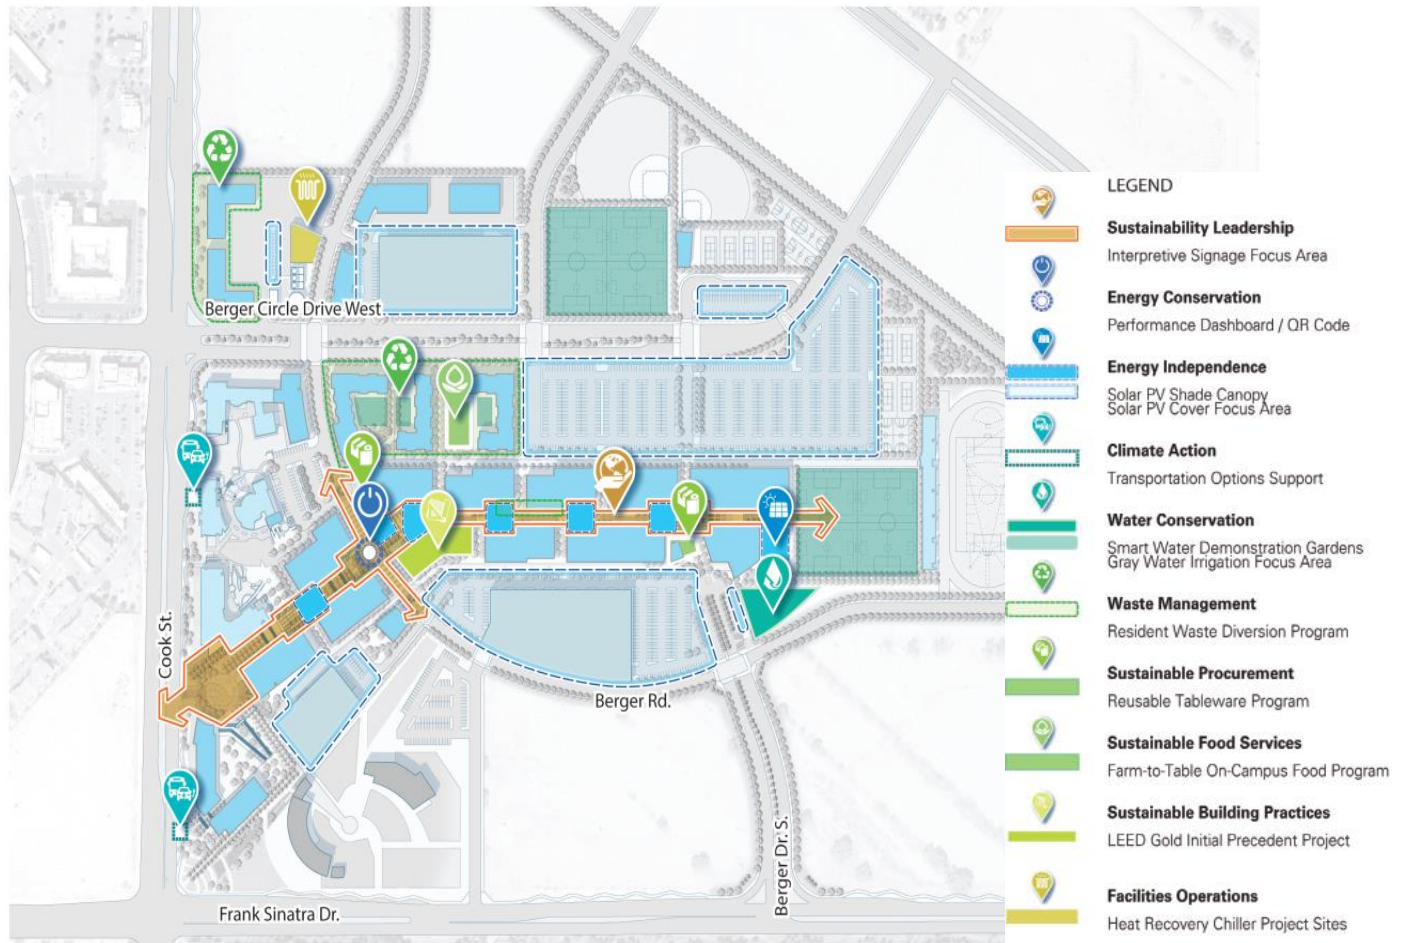 Berger Circle Drive West
Cook St.
Berger Rd.
Berger Dr. S.
Frank Sinatra Dr.
LEGEND
Sustainability Leadership
Interpretive Signage Focus Area
Energy Conservation
Performance Dashboard / QR Code
Energy Independence
Solar PV Shade Canopy
Solar PV Cover Focus Area
Climate Action
Transportation Options Support
Water Conservation
Smart Water Demonstration Gardens
Gray Water Irrigation Focus Area
Waste Management
Resident Waste Diversion Program
Sustainable Procurement
Reusable Tableware Program
Sustainable Food Services
Farm-to-Table On-Campus Food Program
Sustainable Building Practices
LEED Gold Initial Precedent Project
Facilities Operations
Heat Recovery Chiller Project Sites